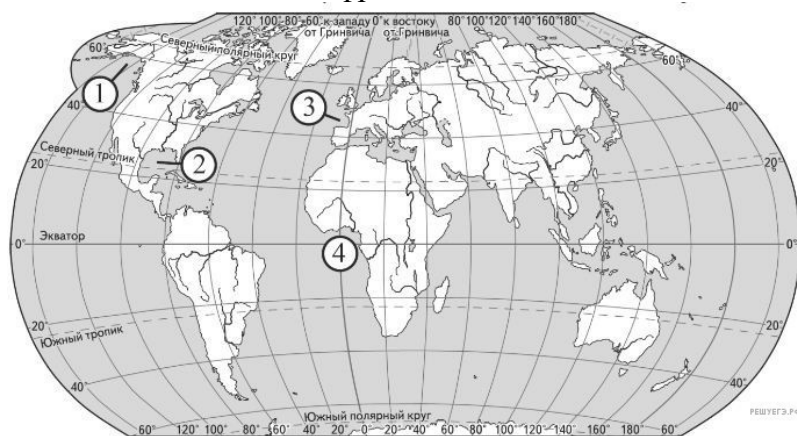 120°100°-80°-60° к западу 0° к востоку 80°100°120°140°160°180°
от Гринвича от Гринвича
Северный полярный круг
60°
60°
1
3
40°
40°
Северный тропик
2
20°
20°
Экватор
0°
4
0°
20°
20°
Южный тропик
40°
40°
Южный полярный круг
РЕШУЕГЭ.РФ
60° 120°100° 80° 60° 40° 20° 0° 20° 40° 60° 80° 100° 120° 140° 160° 60°